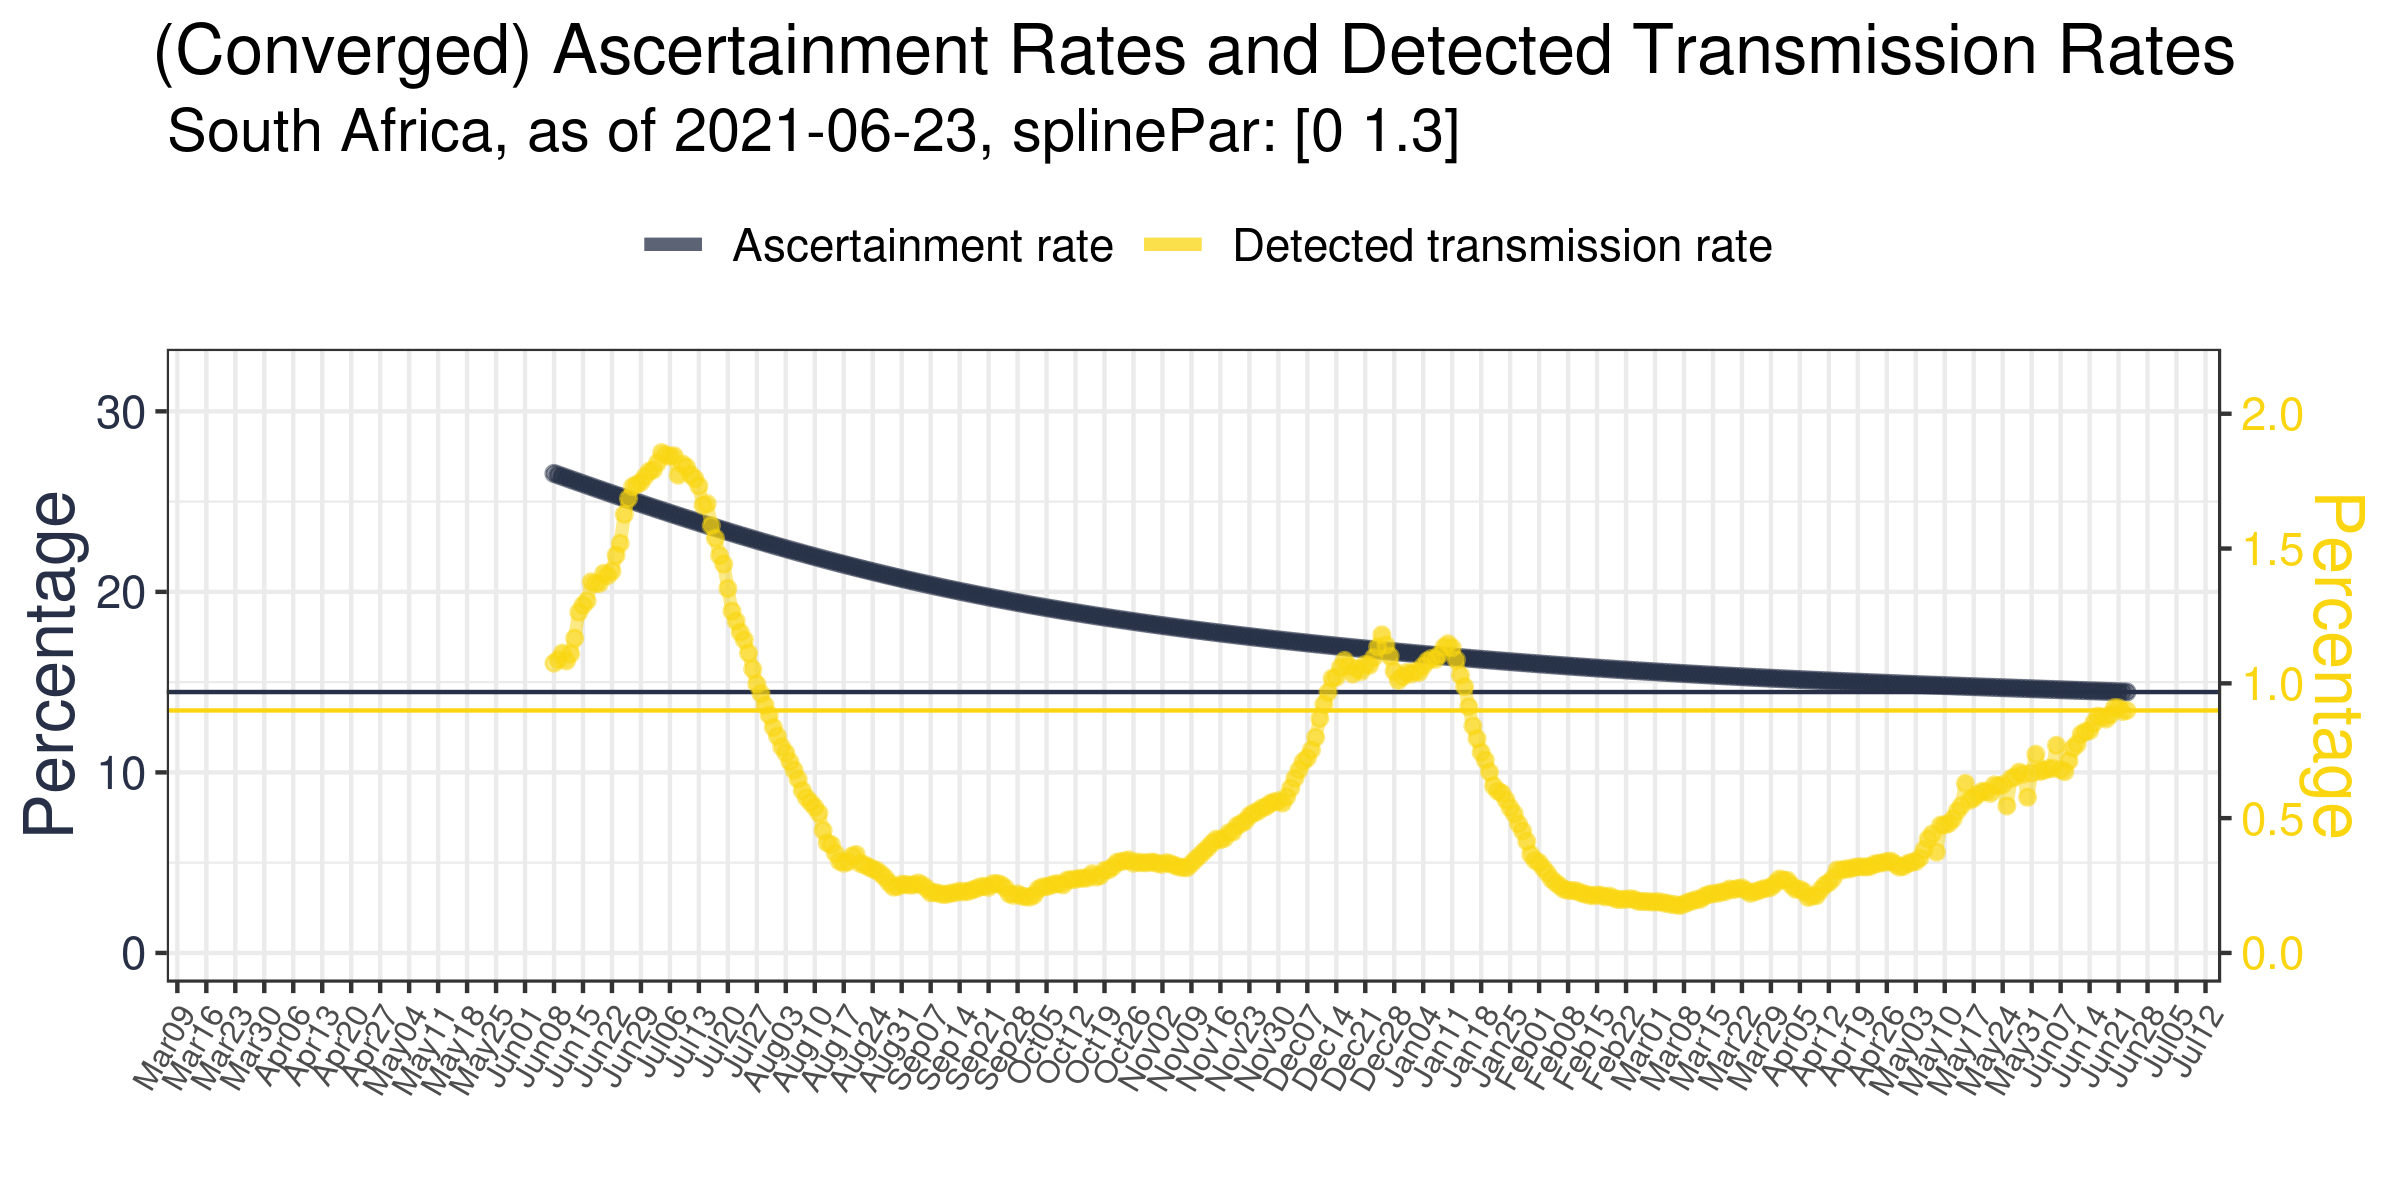 (Converged) Ascertainment Rates and Detected Transmission Rates
South Africa, as of 2021-06-23, splinePar: [0 1.3]
Ascertainment rate
Detected transmission rate
Percentage
30
20
10
0
2.0
1.5
1.0
0.5
0.0
Percentage
Mar09
Mar16
Mar23
Mar30
Apr06
Apr13
Apr20
Apr27
May04
May11
May18
May25
Jun01
Jun08
Jun15
Jun22
Jun29
Jul06
Jul13
Jul20
Jul27
Aug03
Aug10
Aug17
Aug24
Aug31
Sep07
Sep14
Sep21
Sep28
Oct05
Oct12
Oct19
Oct26
Nov02
Nov09
Nov16
Nov23
Nov30
Dec07
Dec14
Dec21
Dec28
Dec04
Jan11
Jan18
Jan25
Feb01
Feb08
Feb15
Feb22
Mar01
Mar08
Mar15
Mar22
Mar29
Apr05
Apr12
Apr19
Apr26
May03
May10
May17
May24
May31
May07
Jun14
Jun21
Jun28
Jul05
Jul12